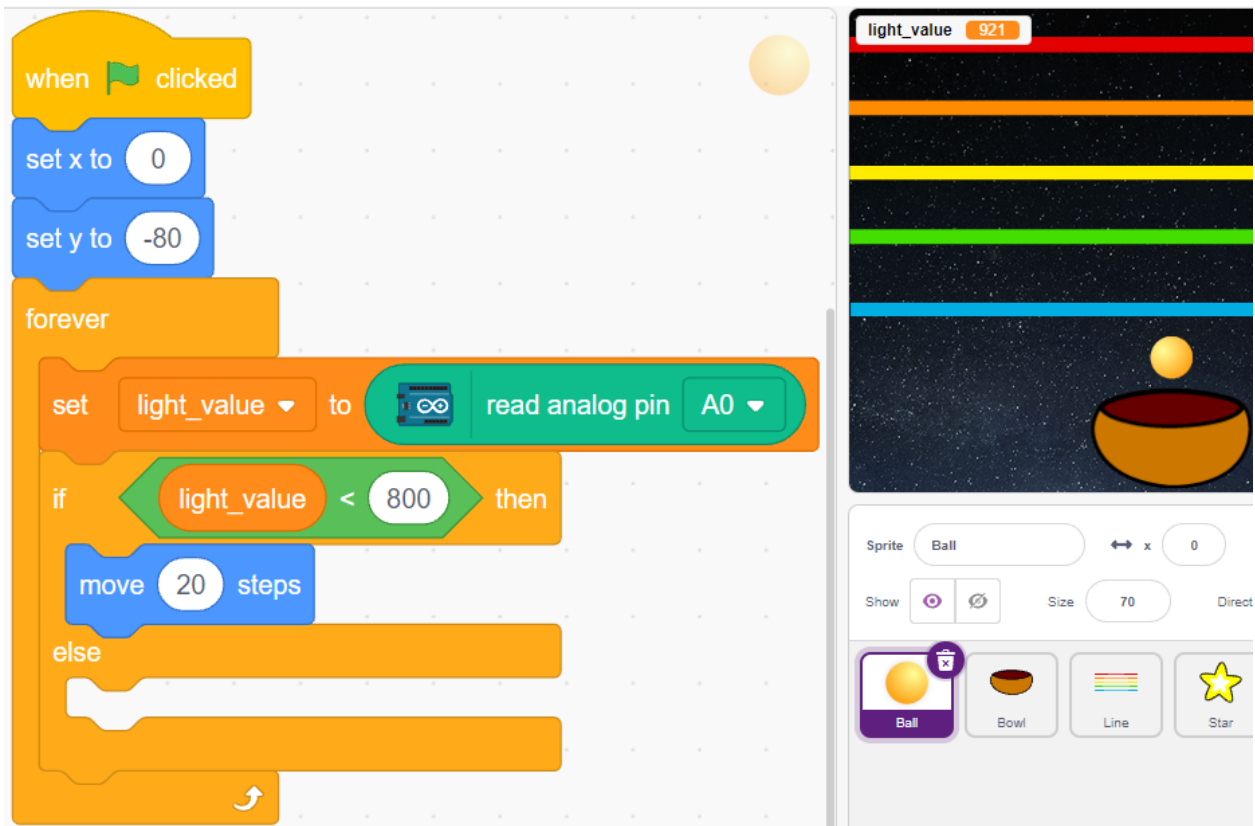 when clicked
set x to 0
set y to -80
forever
set light_value to read analog pin A0
if light_value < 800 then
move 20 steps
else
light_value 921
Sprite Ball x 0
Show Size 70 Direct
Ball Bowl Line Star